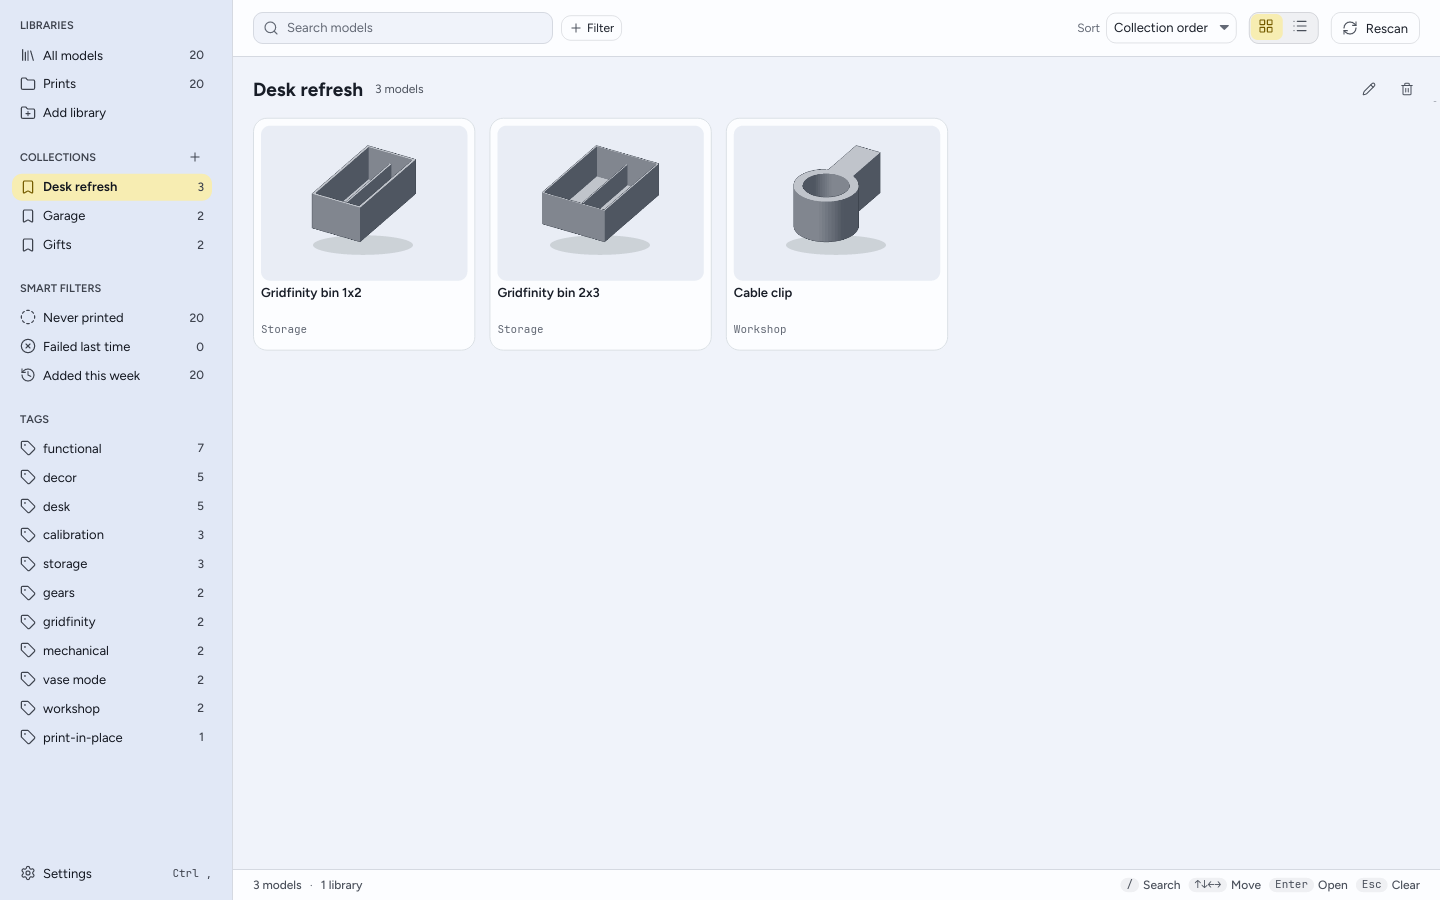 LIBRARIES
All models 20
Prints 20
Add library
COLLECTIONS
Desk refresh 3
Garage 2
Gifts 2
SMART FILTERS
Never printed 20
Failed last time 0
Added this week 20
TAGS
functional 7
decor 5
desk 5
calibration 3
storage 3
gears 2
gridfinity 2
mechanical 2
vase mode 2
workshop 2
print-in-place 1
Settings Ctrl ,
Search models
Filter
Sort Collection order
Rescan
Desk refresh 3 models
Gridfinity bin 1x2
Storage
Gridfinity bin 2x3
Storage
Cable clip
Workshop
3 models · 1 library
/ Search ↑↓←→ Move Enter Open Esc Clear